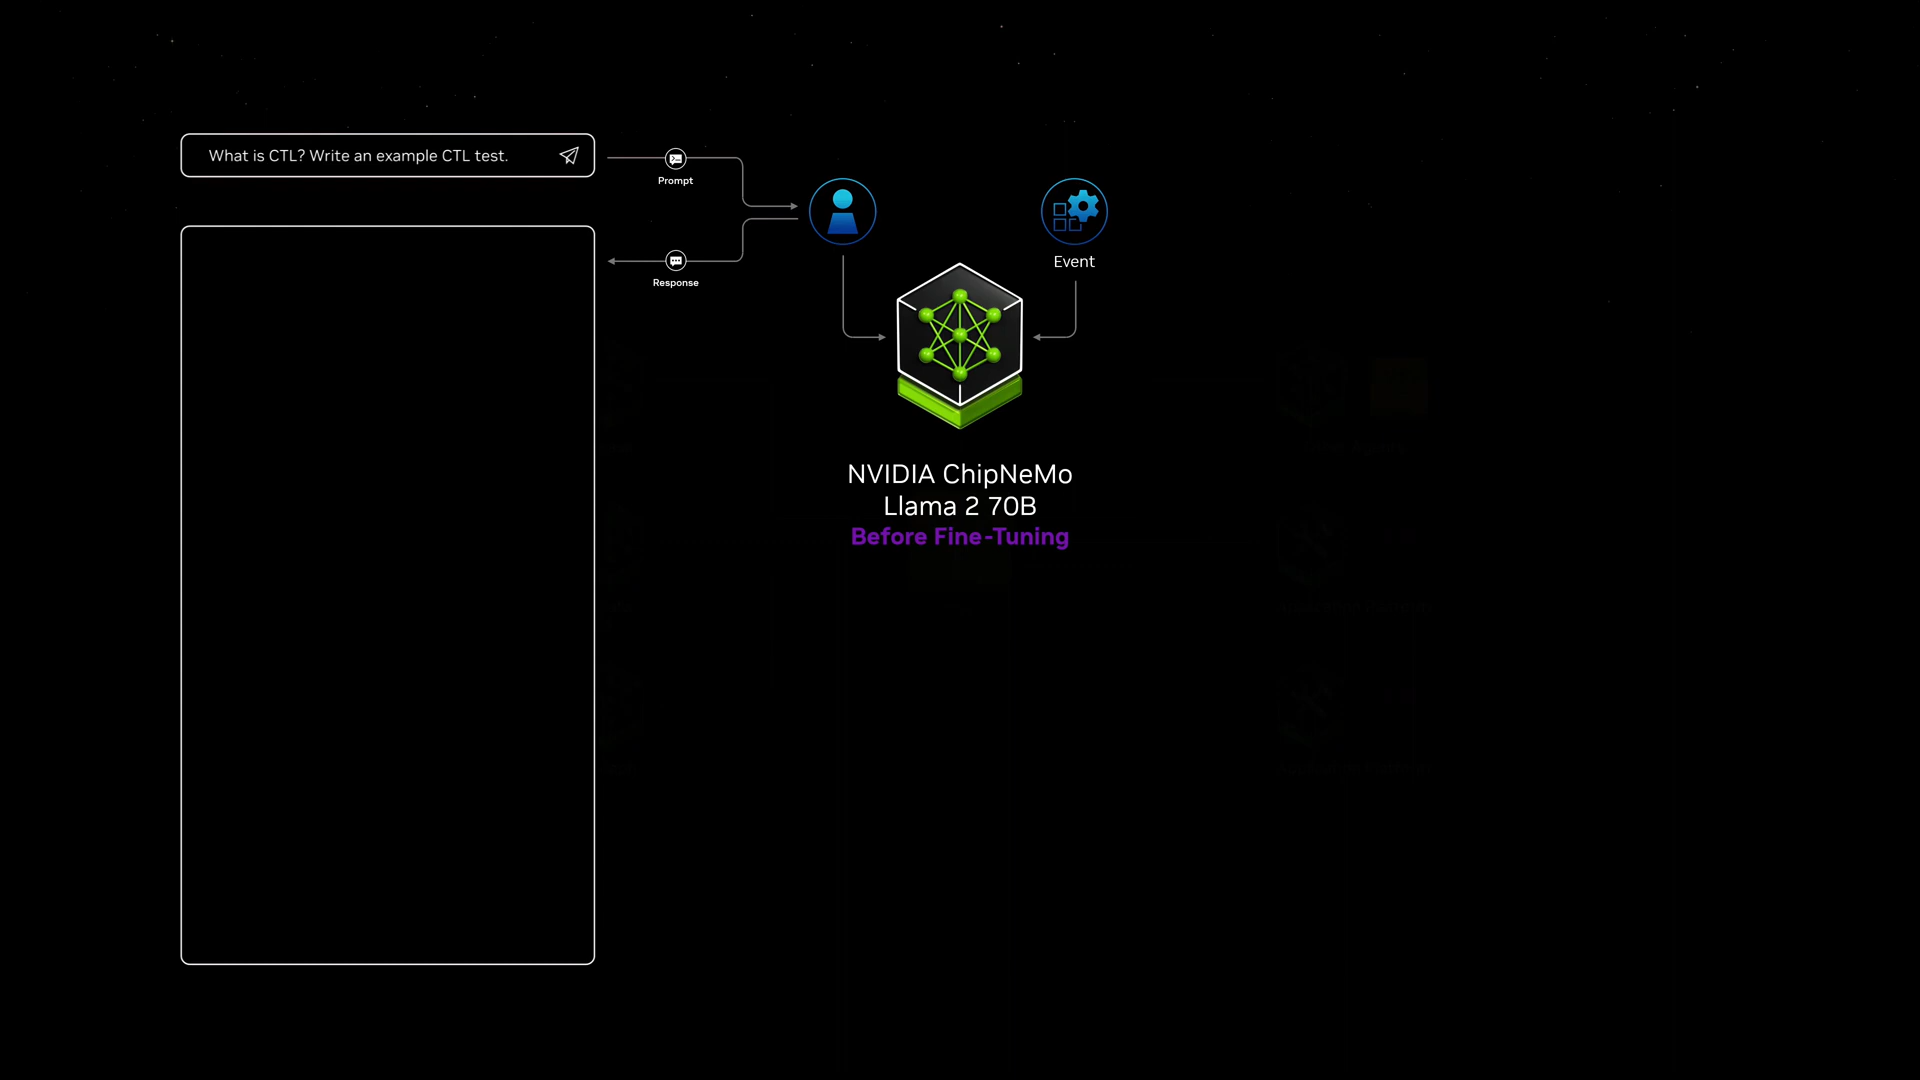 What is CTL? Write an example CTL test.
Prompt
Response
Event
NVIDIA ChipNeMo
Llama 2 70B
Before Fine-Tuning